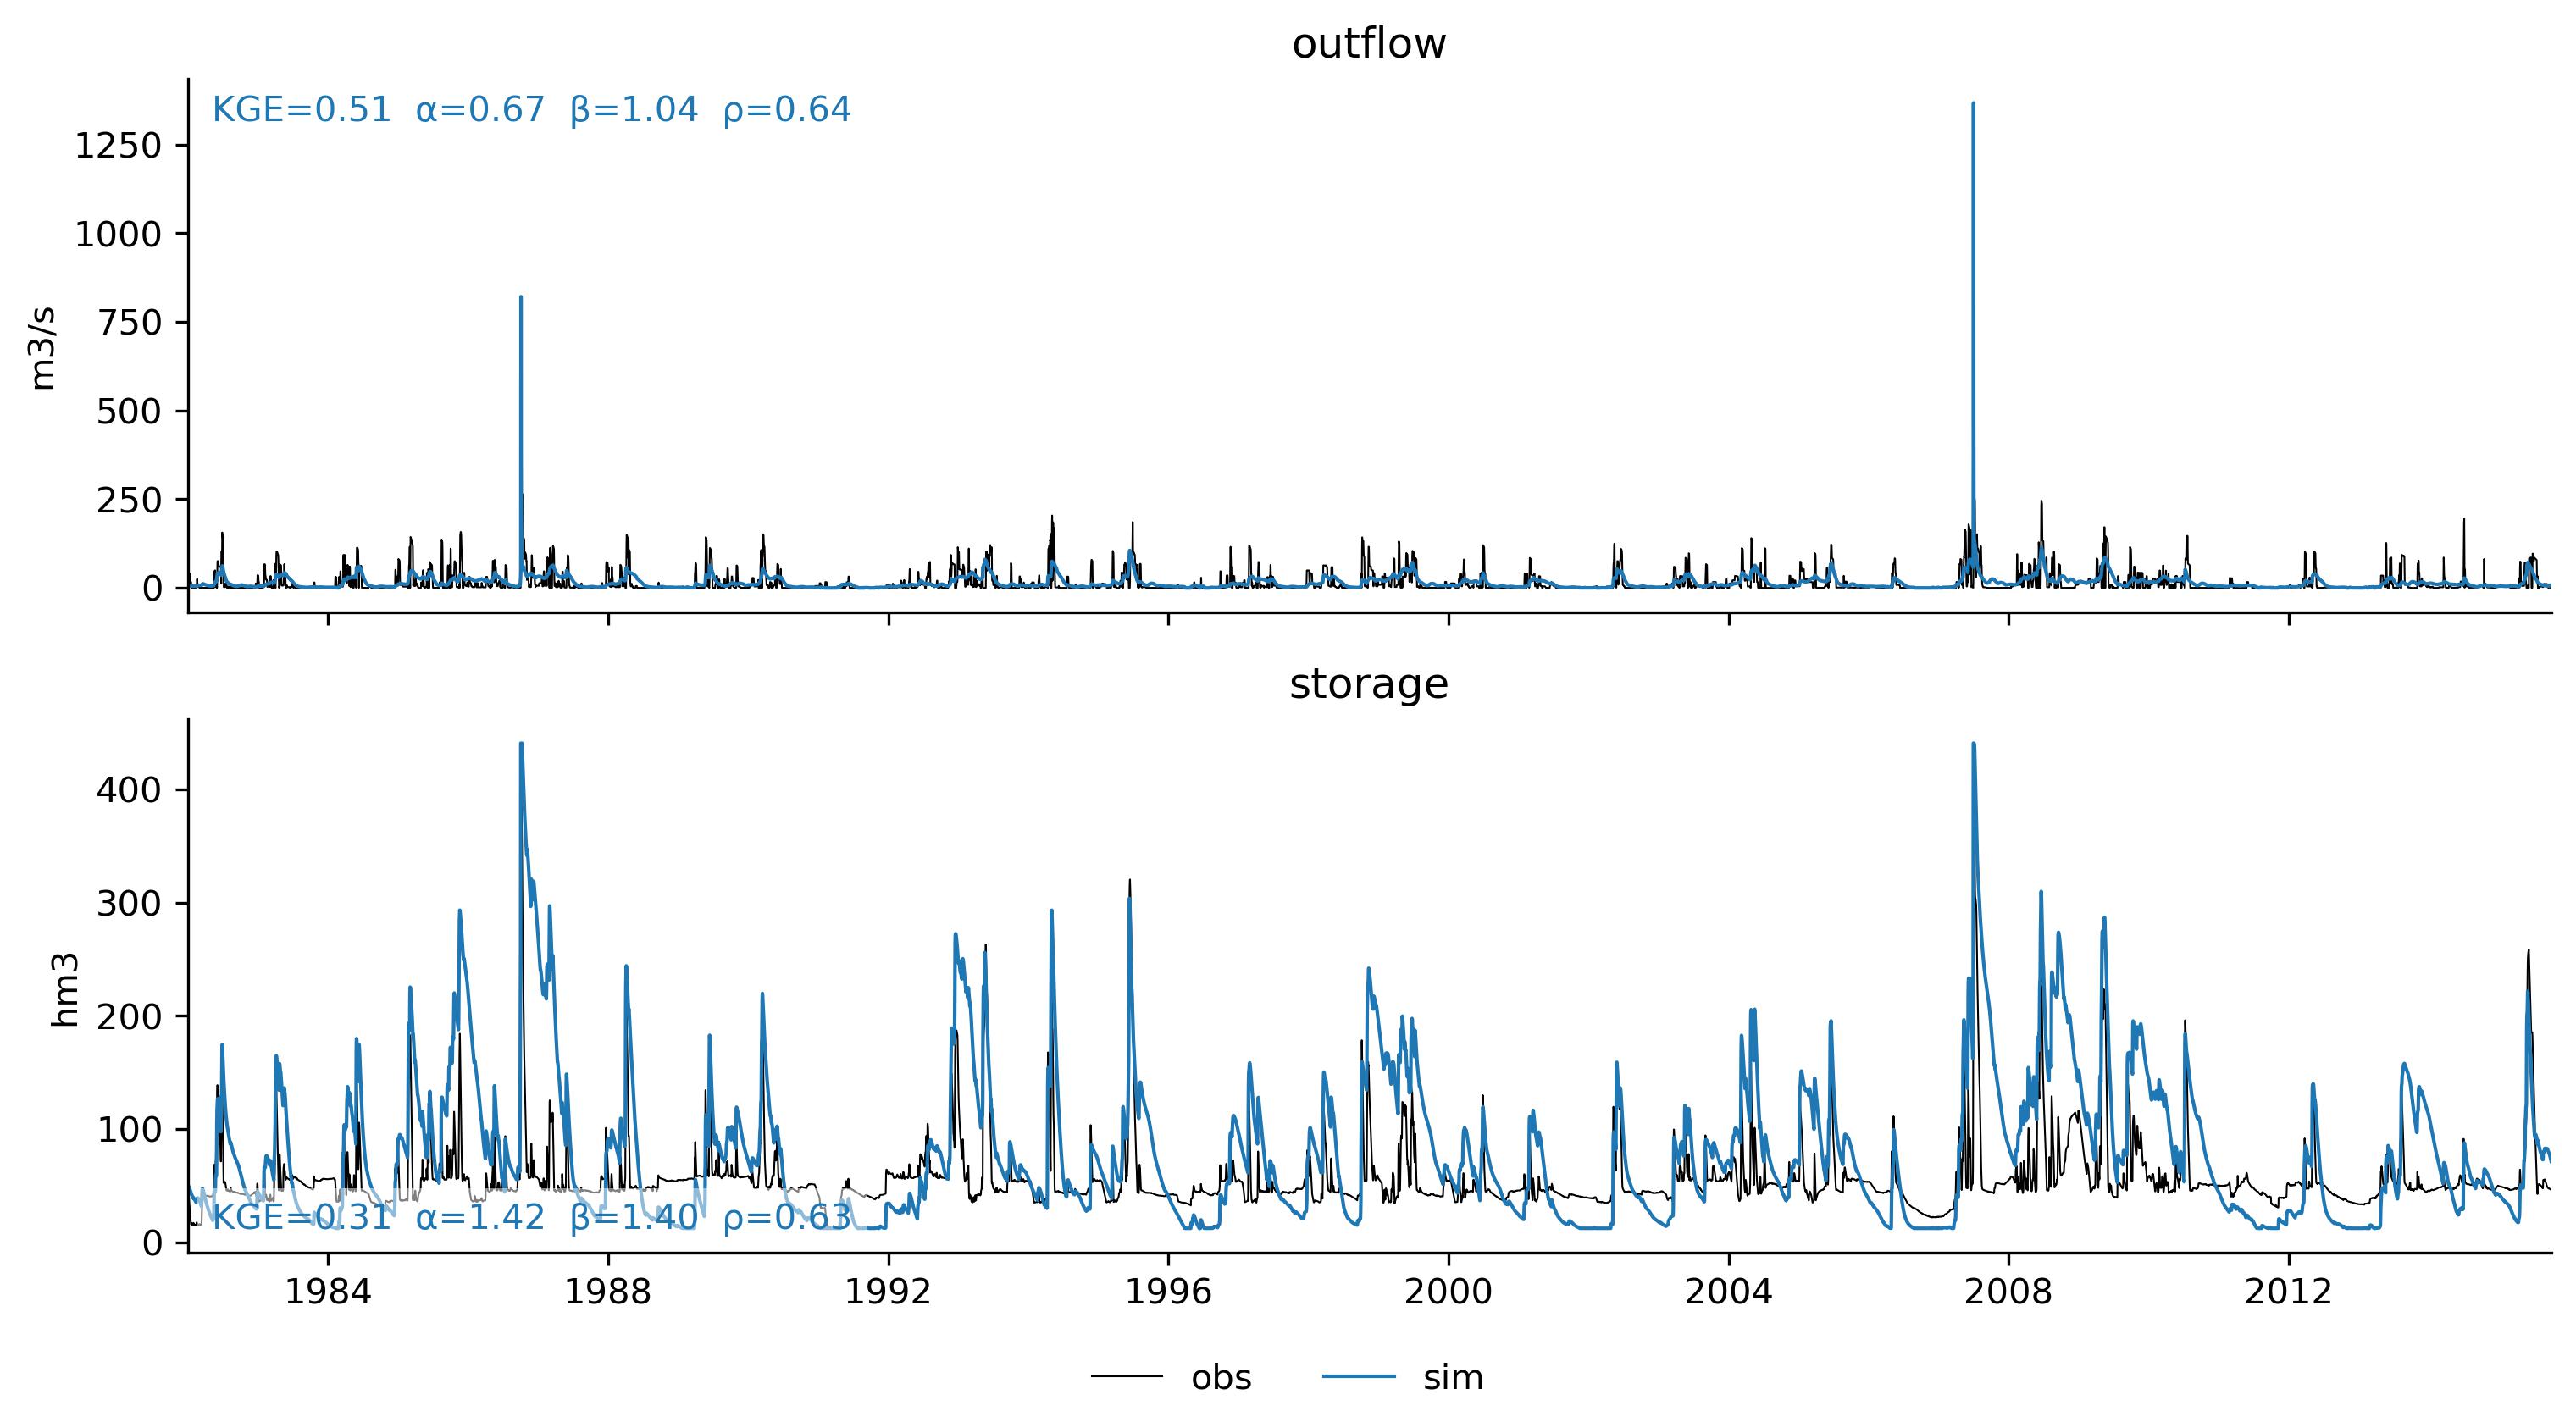 outflow
KGE=0.51 α=0.67 β=1.04 ρ=0.64
1250
1000
750
500
250
0
m3/s
storage
400
300
200
100
0
hm3
KGE=0.31 α=1.42 β=1.40 ρ=0.63
1984 1988 1992 1996 2000 2004 2008 2012
obs sim